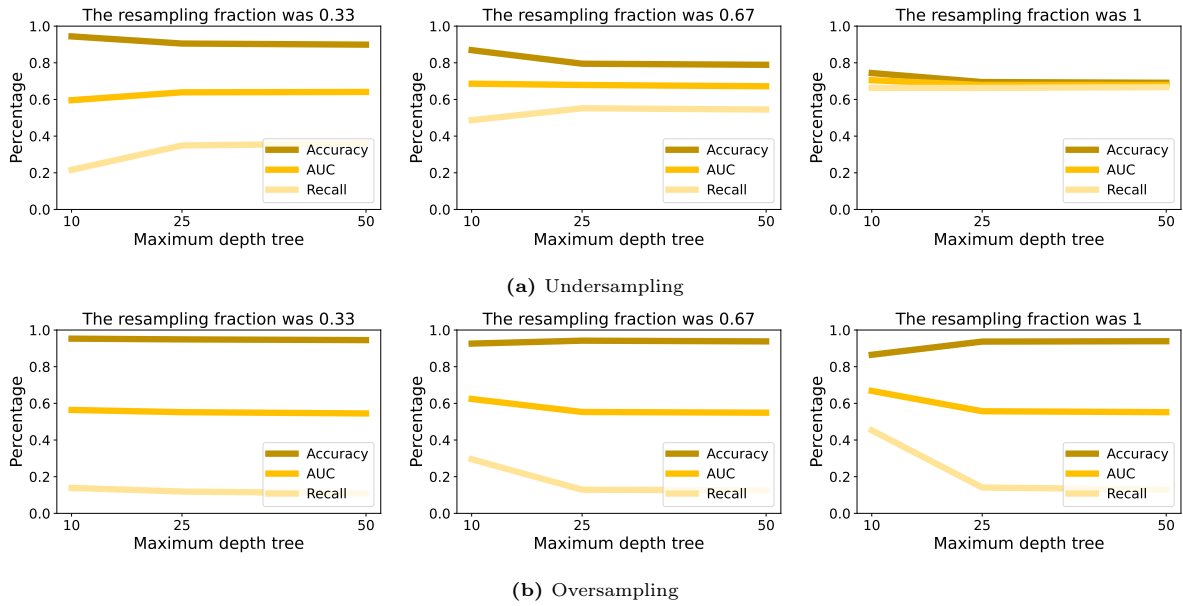 The resampling fraction was 0.33
1.0
0.8
0.6
0.4
0.2
0.0
Percentage
10
25
50
Maximum depth tree
Accuracy
AUC
Recall
The resampling fraction was 0.67
1.0
0.8
0.6
0.4
0.2
0.0
Percentage
10
25
50
Maximum depth tree
Accuracy
AUC
Recall
The resampling fraction was 1
1.0
0.8
0.6
0.4
0.2
0.0
Percentage
10
25
50
Maximum depth tree
Accuracy
AUC
Recall
(a) Undersampling
The resampling fraction was 0.33
1.0
0.8
0.6
0.4
0.2
0.0
Percentage
10
25
50
Maximum depth tree
Accuracy
AUC
Recall
The resampling fraction was 0.67
1.0
0.8
0.6
0.4
0.2
0.0
Percentage
10
25
50
Maximum depth tree
Accuracy
AUC
Recall
The resampling fraction was 1
1.0
0.8
0.6
0.4
0.2
0.0
Percentage
10
25
50
Maximum depth tree
Accuracy
AUC
Recall
(b) Oversampling